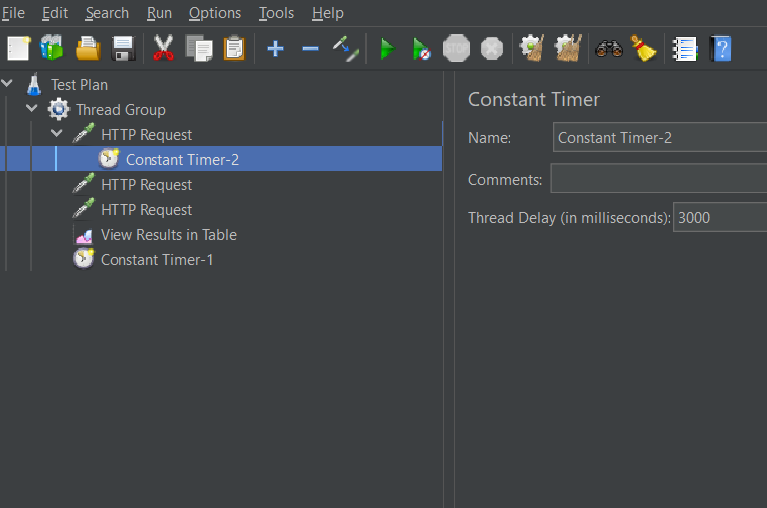 File Edit Search Run Options Tools Help
STOP
Test Plan
Thread Group
HTTP Request
Constant Timer-2
HTTP Request
HTTP Request
View Results in Table
Constant Timer-1
Constant Timer
Name: Constant Timer-2
Comments:
Thread Delay (in milliseconds): 3000